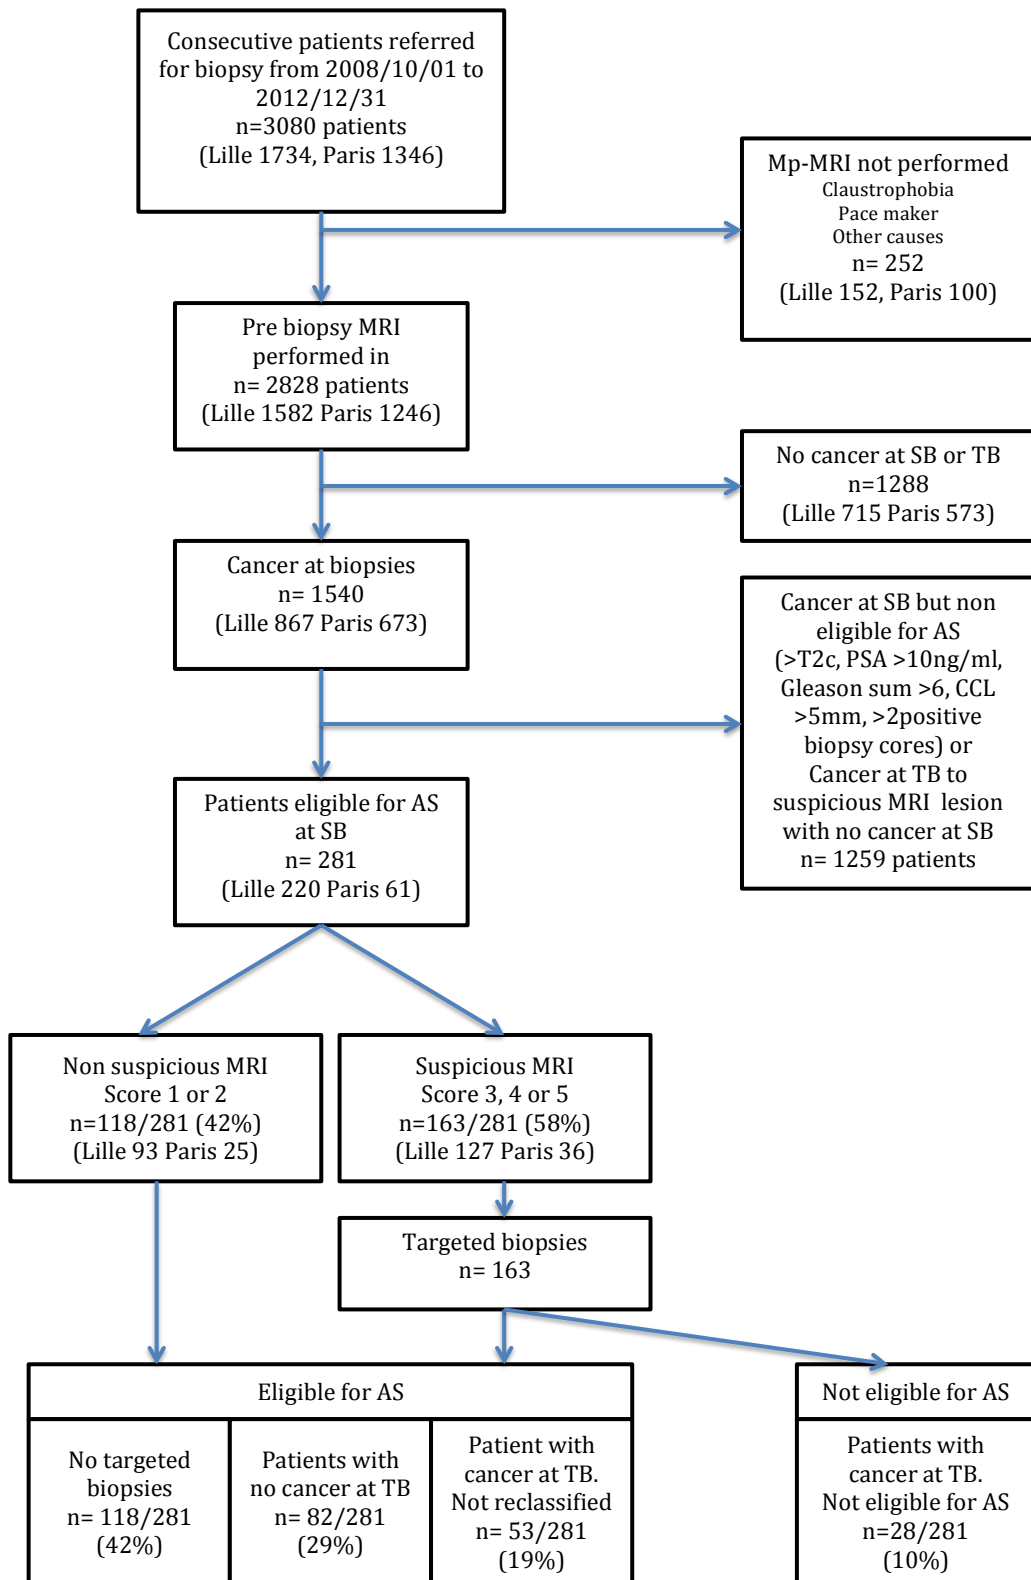 Consecutive patients referred
for biopsy from 2008/10/01 to
2012/12/31
n=3080 patients
(Lille 1734, Paris 1346)
Mp-MRI not performed
Claustrophobia
Pace maker
Other causes
n= 252
(Lille 152, Paris 100)
Pre biopsy MRI
performed in
n= 2828 patients
(Lille 1582 Paris 1246)
No cancer at SB or TB
n=1288
(Lille 715 Paris 573)
Cancer at biopsies
n= 1540
(Lille 867 Paris 673)
Cancer at SB but non
eligible for AS
(>T2c, PSA >10ng/ml,
Gleason sum >6, CCL
>5mm, >2positive
biopsy cores) or
Cancer at TB to
suspicious MRI lesion
with no cancer at SB
n= 1259 patients
Patients eligible for AS
at SB
n= 281
(Lille 220 Paris 61)
Non suspicious MRI
Score 1 or 2
n=118/281 (42%)
(Lille 93 Paris 25)
Suspicious MRI
Score 3, 4 or 5
n=163/281 (58%)
(Lille 127 Paris 36)
Targeted biopsies
n= 163
Eligible for AS
No targeted
biopsies
n= 118/281
(42%)
Patients with
no cancer at TB
n= 82/281
(29%)
Patient with
cancer at TB.
Not reclassified
n= 53/281
(19%)
Not eligible for AS
Patients with
cancer at TB.
Not eligible for AS
n=28/281
(10%)